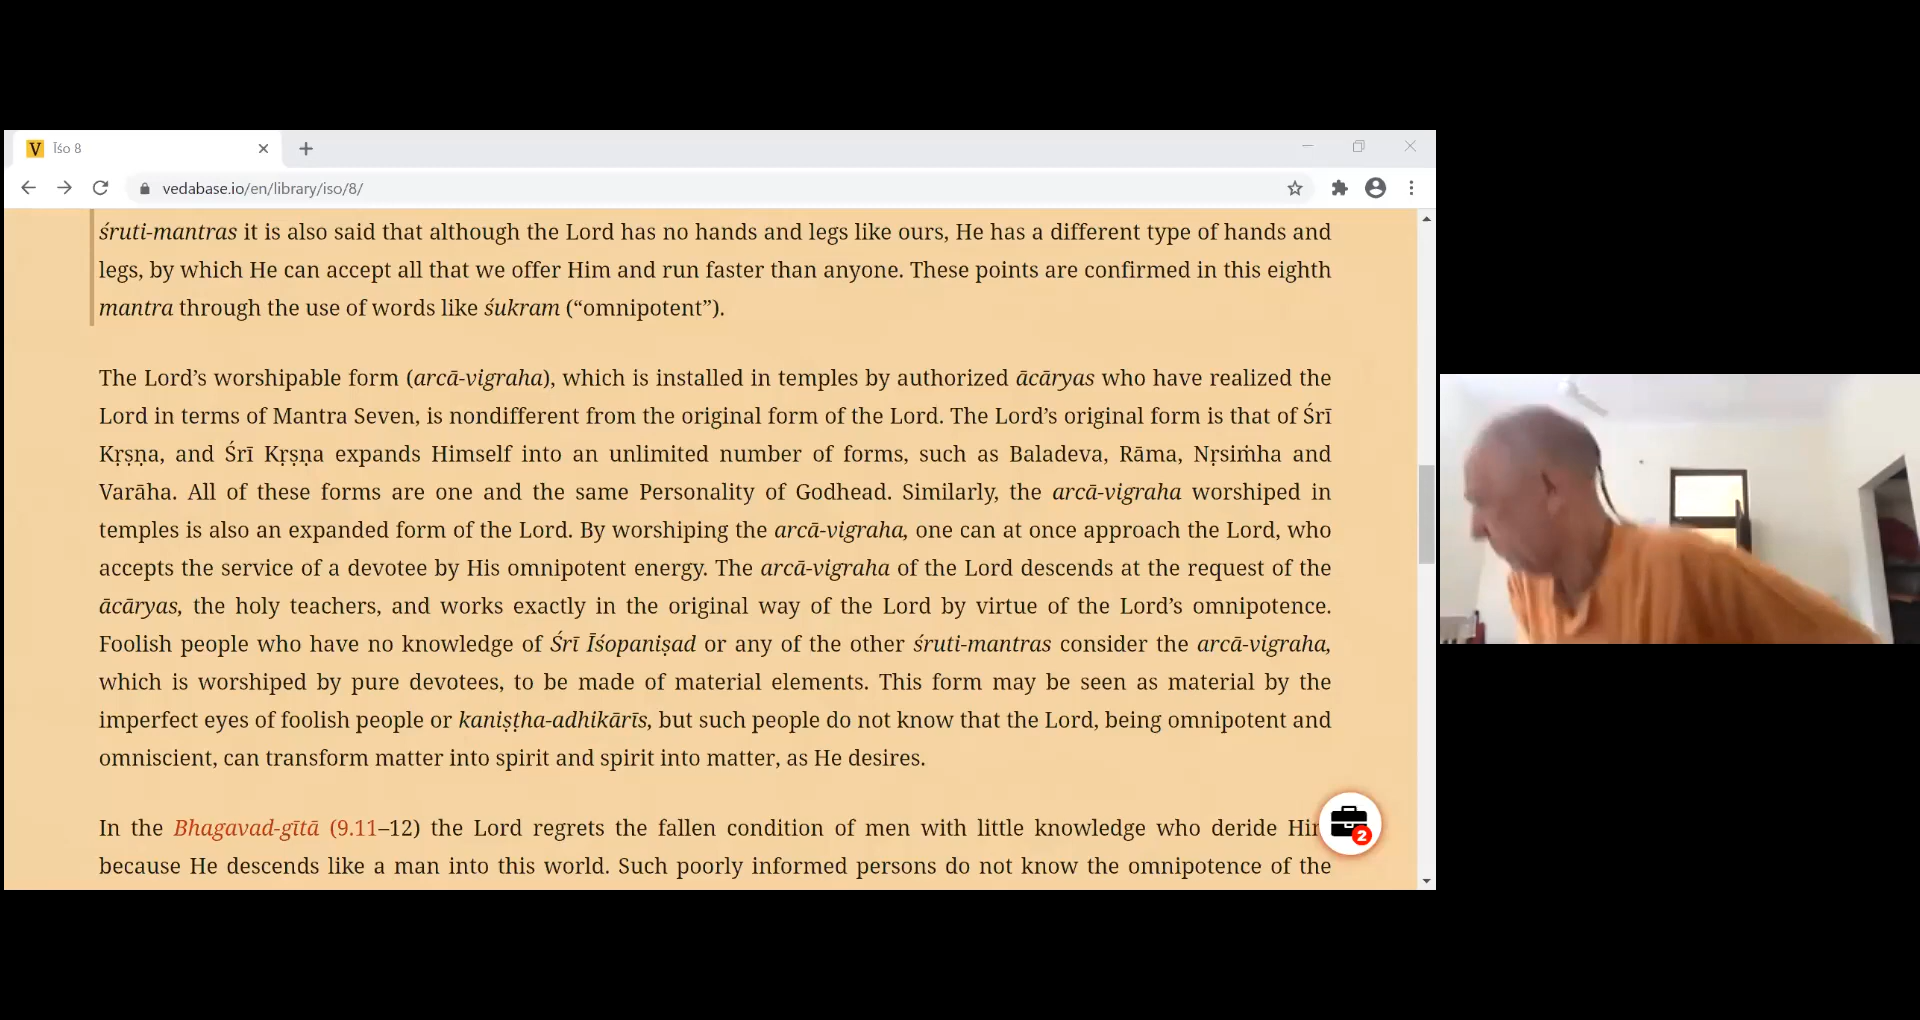 Īśo 8
vedabase.io/en/library/iso/8/
śruti-mantras it is also said that although the Lord has no hands and legs like ours, He has a different type of hands and
legs, by which He can accept all that we offer Him and run faster than anyone. These points are confirmed in this eighth
mantra through the use of words like śukram (“omnipotent”).
The Lord’s worshipable form (arcā-vigraha), which is installed in temples by authorized ācāryas who have realized the
Lord in terms of Mantra Seven, is nondifferent from the original form of the Lord. The Lord’s original form is that of Śrī
Kṛṣṇa, and Śrī Kṛṣṇa expands Himself into an unlimited number of forms, such as Baladeva, Rāma, Nṛsiṁha and
Varāha. All of these forms are one and the same Personality of Godhead. Similarly, the arcā-vigraha worshiped in
temples is also an expanded form of the Lord. By worshiping the arcā-vigraha, one can at once approach the Lord, who
accepts the service of a devotee by His omnipotent energy. The arcā-vigraha of the Lord descends at the request of the
ācāryas, the holy teachers, and works exactly in the original way of the Lord by virtue of the Lord’s omnipotence.
Foolish people who have no knowledge of Śrī Īśopaniṣad or any of the other śruti-mantras consider the arcā-vigraha,
which is worshiped by pure devotees, to be made of material elements. This form may be seen as material by the
imperfect eyes of foolish people or kaniṣṭha-adhikārīs, but such people do not know that the Lord, being omnipotent and
omniscient, can transform matter into spirit and spirit into matter, as He desires.
In the Bhagavad-gītā (9.11–12) the Lord regrets the fallen condition of men with little knowledge who deride
because He descends like a man into this world. Such poorly informed persons do not know the omnipotence of the
2